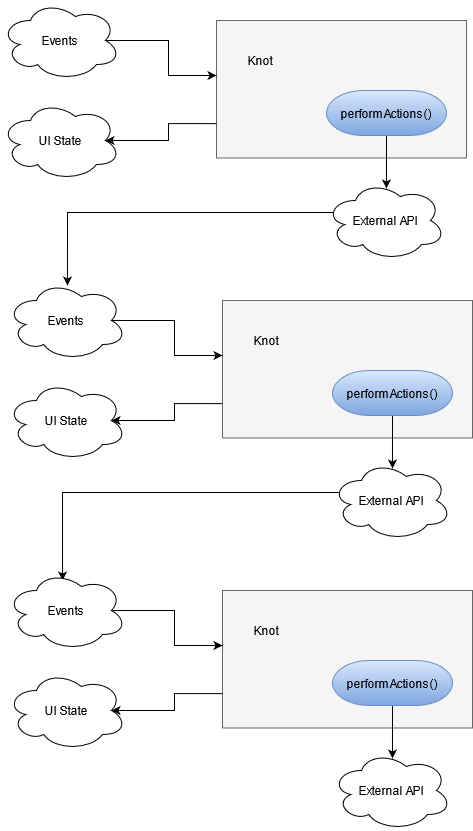 Events
Knot
performActions()
UI State
External API
Events
Knot
performActions()
UI State
External API
Events
Knot
performActions()
UI State
External API